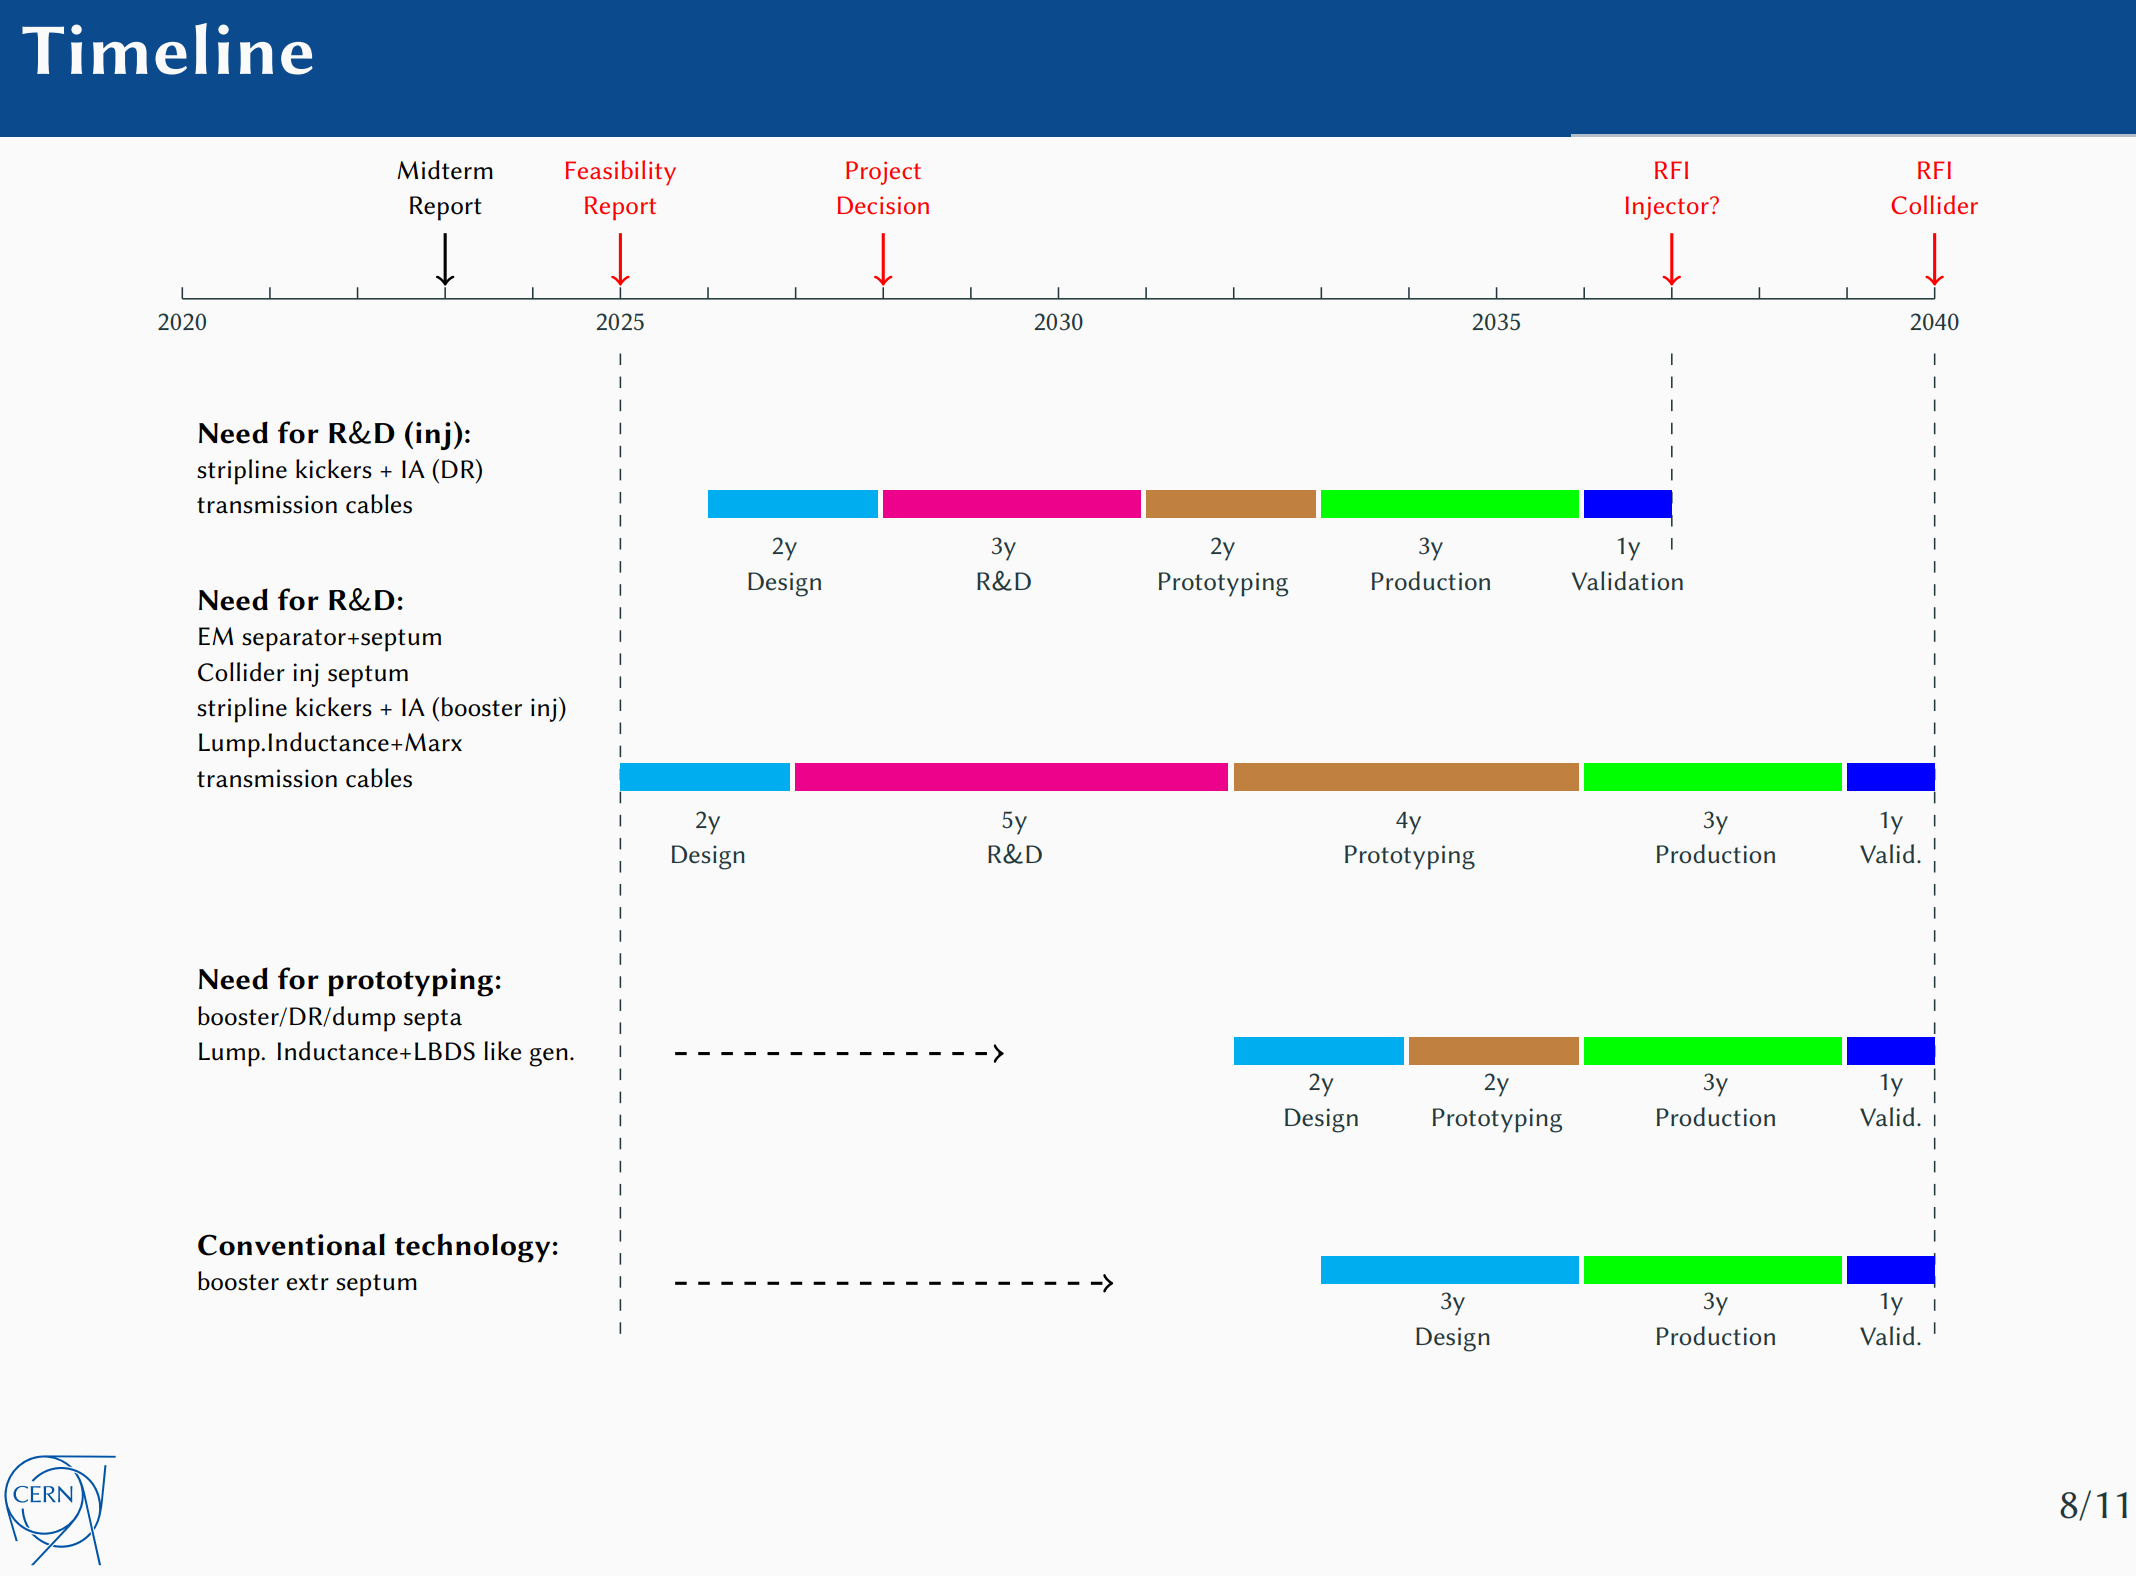 Timeline
Midterm
Report
Feasibility
Report
Project
Decision
RFI
Injector?
RFI
Collider
2020
2025
2030
2035
2040
Need for R&D (inj):
stripline kickers + IA (DR)
transmission cables
2y
Design
3y
R&D
2y
Prototyping
3y
Production
1y
Validation
Need for R&D:
EM separator+septum
Collider inj septum
stripline kickers + IA (booster inj)
Lump.Inductance+Marx
transmission cables
2y
Design
5y
R&D
4y
Prototyping
3y
Production
1y
Valid.
Need for prototyping:
booster/DR/dump septa
Lump. Inductance+LBDS like gen.
2y
Design
2y
Prototyping
3y
Production
1y
Valid.
Conventional technology:
booster extr septum
3y
Design
3y
Production
1y
Valid.
CERN
8/11